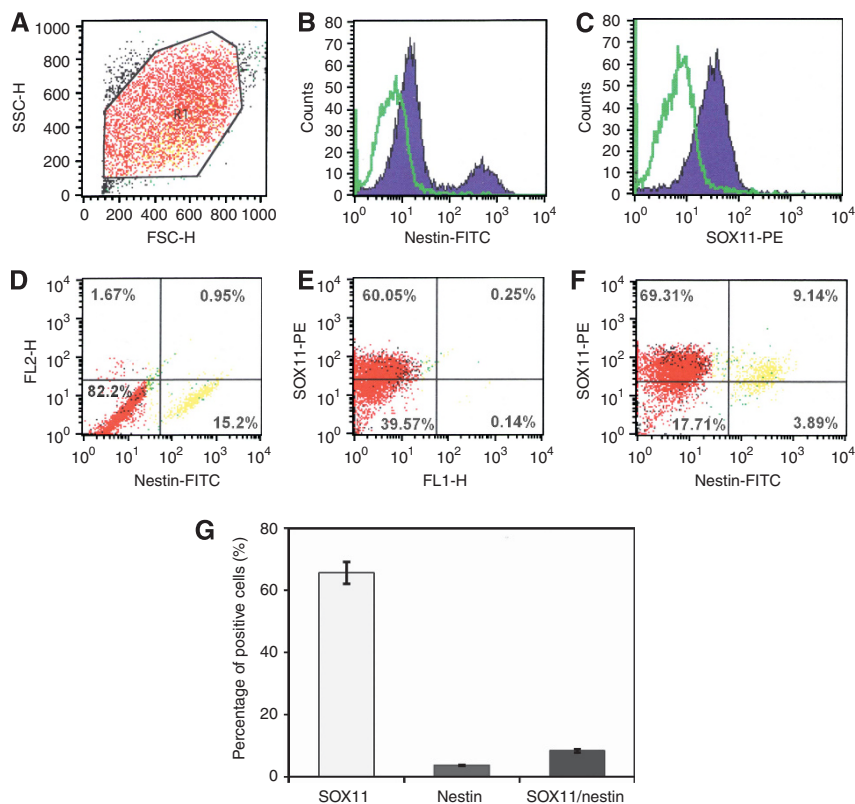 A
SSC-H
1000
800
600
400
200
0
R1
0 200 400 600 800 1000
FSC-H
B
Counts
80
70
60
50
40
30
20
10
0
10^0 10^1 10^2 10^3 10^4
Nestin-FITC
C
Counts
80
70
60
50
40
30
20
10
0
10^0 10^1 10^2 10^3 10^4
SOX11-PE
D
FL2-H
10^4
10^3
10^2
10^1
10^0
1.67% 0.95%
82.2%
15.2%
10^0 10^1 10^2 10^3 10^4
Nestin-FITC
E
SOX11-PE
10^4
10^3
10^2
10^1
10^0
60.05% 0.25%
39.57% 0.14%
10^0 10^1 10^2 10^3 10^4
FL1-H
F
SOX11-PE
10^4
10^3
10^2
10^1
10^0
69.31% 9.14%
17.71% 3.89%
10^0 10^1 10^2 10^3 10^4
Nestin-FITC
G
Percentage of positive cells (%)
80
60
40
20
0
SOX11 Nestin SOX11/nestin